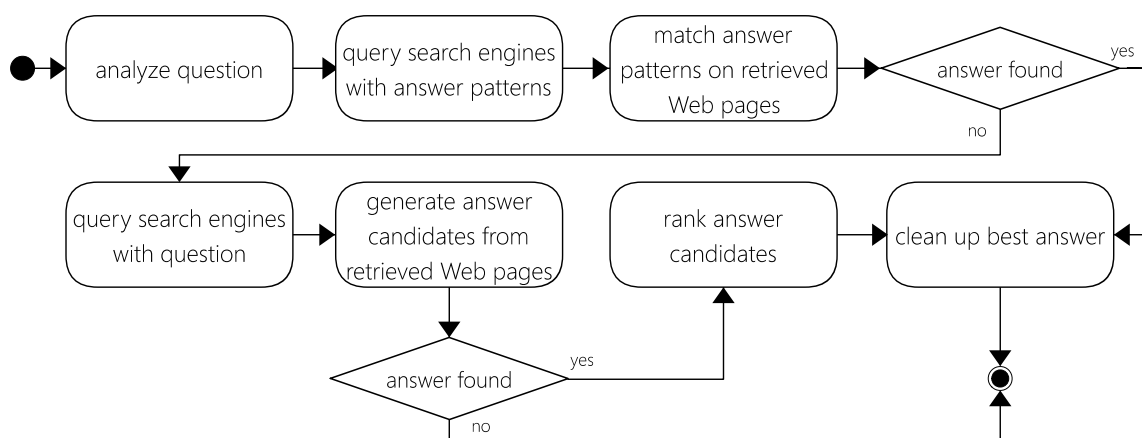 analyze question
query search engines
with answer patterns
match answer
patterns on retrieved
Web pages
answer found
yes
no
query search engines
with question
generate answer
candidates from
retrieved Web pages
rank answer
candidates
clean up best answer
answer found
yes
no